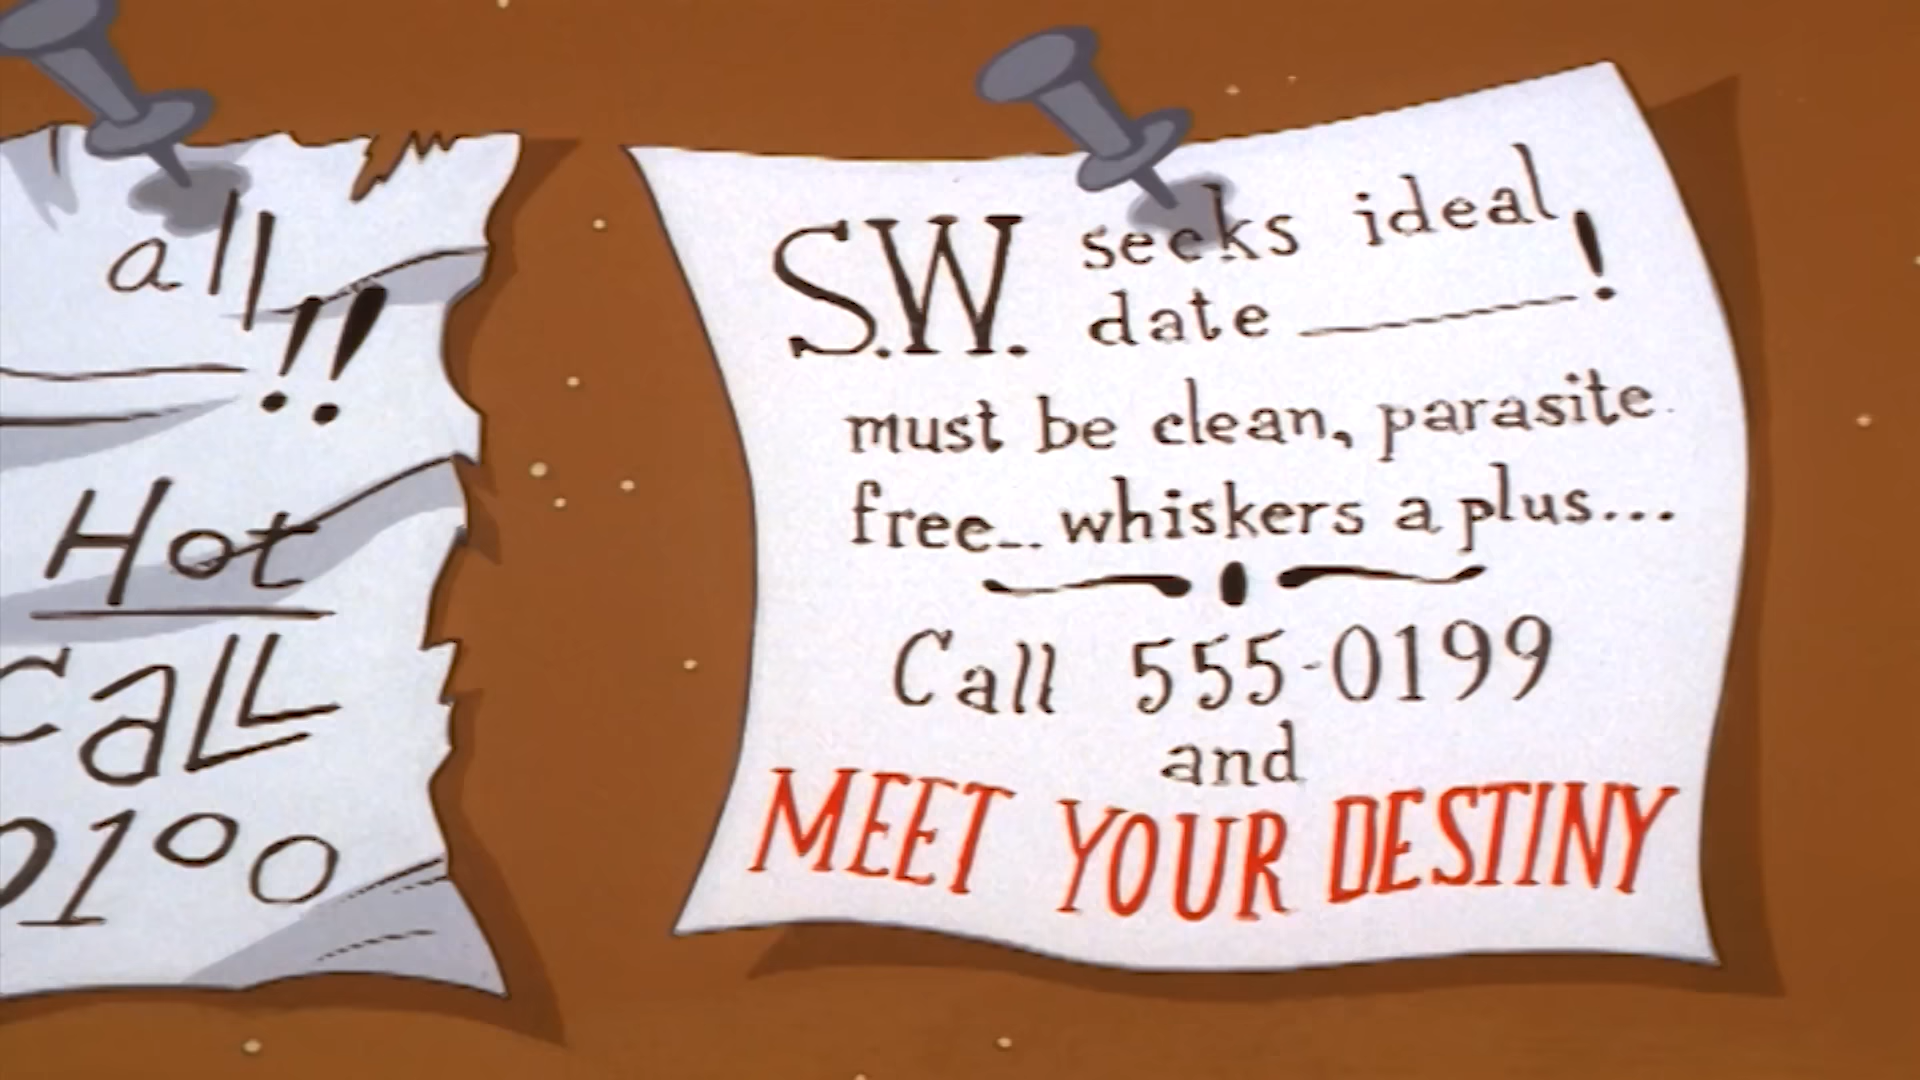 all
!!
Hot
Call
0100
S.W. seeks ideal
date ______!
must be clean, parasite
free... whiskers a plus...
Call 555-0199
and
MEET YOUR DESTINY